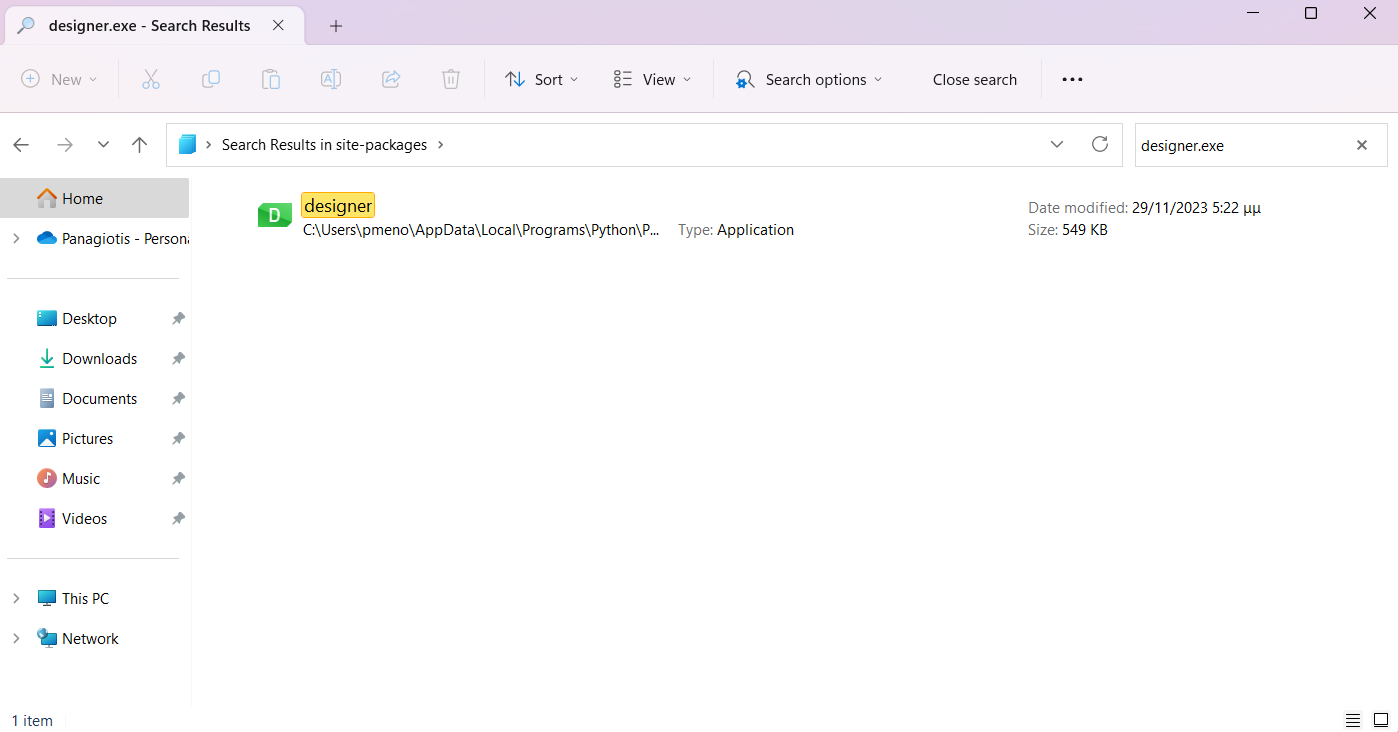 designer.exe - Search Results
New
Sort
View
Search options
Close search
Search Results in site-packages
designer.exe
Home
Panagiotis - Persona
Desktop
Downloads
Documents
Pictures
Music
Videos
This PC
Network
D
designer
C:\Users\pmeno\AppData\Local\Programs\Python\P...
Type: Application
Date modified: 29/11/2023 5:22 μμ
Size: 549 KB
1 item